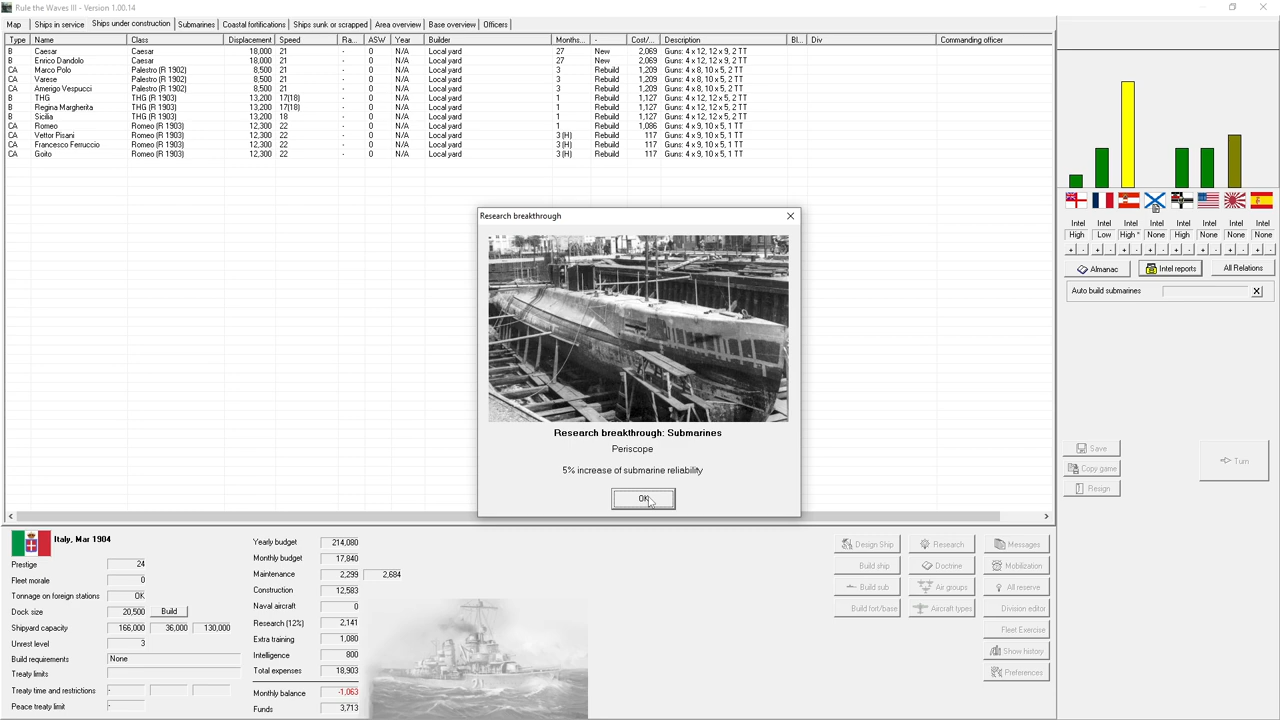 Rule the Waves III - Version 1.00.14
Map Ships in service Ships under construction Submarines Coastal fortifications Ships sunk or scrapped Area overview Base overview Officers
Type Name Class Displacement Speed Ra... ASW Year Builder Months... - Cost/... Description Bl... Div Commanding officer
B Caesar Caesar 18,000 21 - 0 N/A Local yard 27 New 2,069 Guns: 4 x 12, 12 x 9, 2 TT
B Enrico Dandolo Caesar 18,000 21 - 0 N/A Local yard 27 New 2,069 Guns: 4 x 12, 12 x 9, 2 TT
CA Marco Polo Palestro (R 1902) 8,500 21 - 0 N/A Local yard 3 Rebuild 1,209 Guns: 4 x 8, 10 x 5, 2 TT
CA Varese Palestro (R 1902) 8,500 21 - 0 N/A Local yard 3 Rebuild 1,209 Guns: 4 x 8, 10 x 5, 2 TT
CA Amerigo Vespucci Palestro (R 1902) 8,500 21 - 0 N/A Local yard 3 Rebuild 1,209 Guns: 4 x 8, 10 x 5, 2 TT
B THG THG (R 1903) 13,200 17(18) - 0 N/A Local yard 1 Rebuild 1,127 Guns: 4 x 12, 12 x 5, 2 TT
B Regina Margherita THG (R 1903) 13,200 17(18) - 0 N/A Local yard 1 Rebuild 1,127 Guns: 4 x 12, 12 x 5, 2 TT
B Sicilia THG (R 1903) 13,200 18 - 0 N/A Local yard 1 Rebuild 1,127 Guns: 4 x 12, 12 x 5, 2 TT
CA Romeo Romeo (R 1903) 12,300 22 - 0 N/A Local yard 1 Rebuild 1,086 Guns: 4 x 9, 10 x 5, 1 TT
CA Vettor Pisani Romeo (R 1903) 12,300 22 - 0 N/A Local yard 3 (H) Rebuild 117 Guns: 4 x 9, 10 x 5, 1 TT
CA Francesco Ferruccio Romeo (R 1903) 12,300 22 - 0 N/A Local yard 3 (H) Rebuild 117 Guns: 4 x 9, 10 x 5, 1 TT
CA Goito Romeo (R 1903) 12,300 22 - 0 N/A Local yard 3 (H) Rebuild 117 Guns: 4 x 9, 10 x 5, 1 TT
Research breakthrough
Research breakthrough: Submarines
Periscope
5% increase of submarine reliability
OK
Intel Intel Intel Intel Intel Intel Intel Intel
High Low High * None High None None None
+ - + - + - + - + - + - + - + -
Almanac Intel reports All Relations
Auto build submarines X
Save
Copy game
Resign
Turn
Italy, Mar 1904
Prestige 24
Fleet morale 0
Tonnage on foreign stations OK
Dock size 20,500 Build
Shipyard capacity 166,000 36,000 130,000
Unrest level 3
Build requirements None
Treaty limits
Treaty time and restrictions -
Peace treaty limit -
Yearly budget 214,080
Monthly budget 17,840
Maintenance 2,299 2,684
Construction 12,583
Naval aircraft 0
Research (12%) 2,141
Extra training 1,080
Intelligence 800
Total expenses 18,903
Monthly balance -1,063
Funds 3,713
Design Ship Research Messages
Build ship Doctrine Mobilization
Build sub Air groups All reserve
Build fort/base Aircraft types Division editor
Fleet Exercise
Show history
Preferences